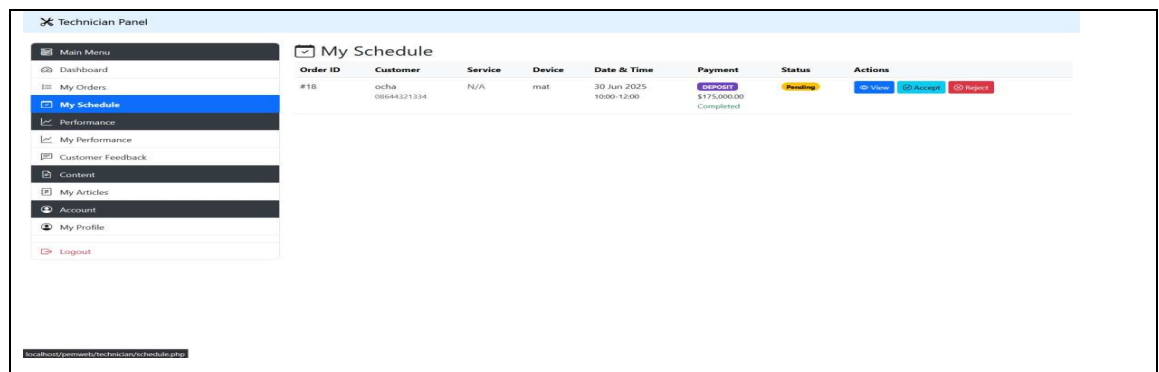 Technician Panel
Main Menu
Dashboard
My Orders
My Schedule
Performance
My Performance
Customer Feedback
Content
My Articles
Account
My Profile
Logout
My Schedule
Order ID Customer Service Device Date & Time Payment Status Actions
#18 ocha N/A mat 30 Jun 2025 DEPOSIT Pending View Accept Reject
08644321334 10:00-12:00 $175,000.00
Completed
localhost/pemweb/technician/schedule.php